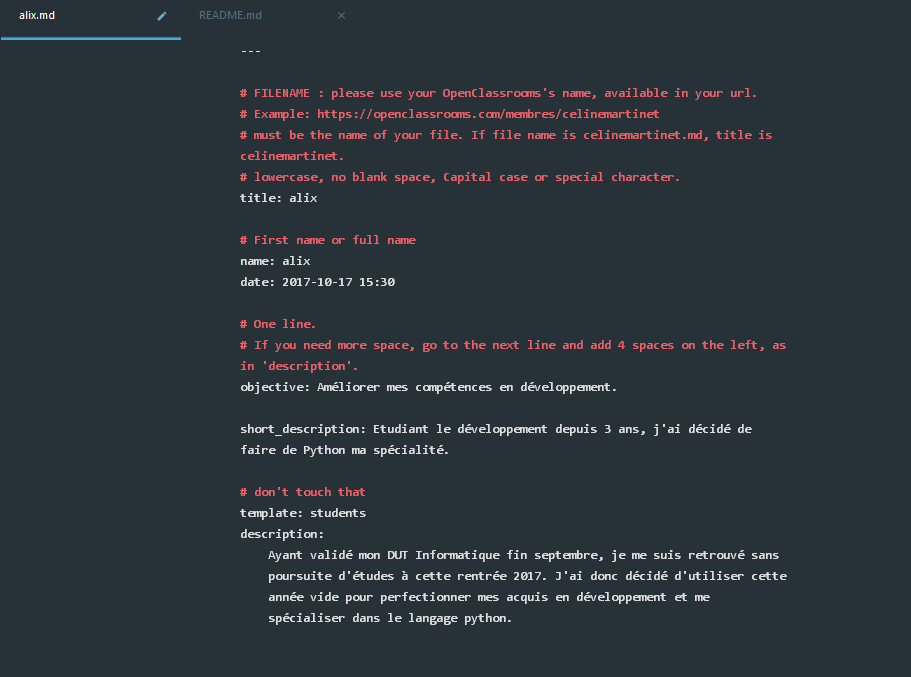 alix.md
README.md
---
# FILENAME : please use your OpenClassrooms's name, available in your url.
# Example: https://openclassrooms.com/membres/celinemartinet
# must be the name of your file. If file name is celinemartinet.md, title is
celinemartinet.
# lowercase, no blank space, Capital case or special character.
title: alix
# First name or full name
name: alix
date: 2017-10-17 15:30
# One line.
# If you need more space, go to the next line and add 4 spaces on the left, as
in 'description'.
objective: Améliorer mes compétences en développement.
short_description: Etudiant le développement depuis 3 ans, j'ai décidé de
faire de Python ma spécialité.
# don't touch that
template: students
description:
Ayant validé mon DUT Informatique fin septembre, je me suis retrouvé sans
poursuite d'études à cette rentrée 2017. J'ai donc décidé d'utiliser cette
année vide pour perfectionner mes acquis en développement et me
spécialiser dans le langage python.